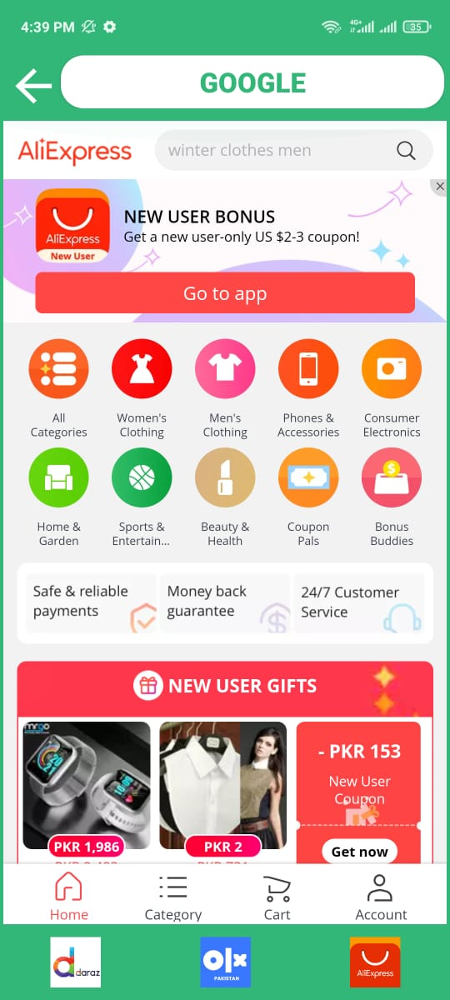 4:39 PM
4G+
35
GOOGLE
AliExpress
winter clothes men
NEW USER BONUS
Get a new user-only US $2-3 coupon!
AliExpress
New User
Go to app
All Categories
Women's Clothing
Men's Clothing
Phones & Accessories
Consumer Electronics
Home & Garden
Sports & Entertain...
Beauty & Health
Coupon Pals
Bonus Buddies
Safe & reliable payments
Money back guarantee
24/7 Customer Service
NEW USER GIFTS
mrgo
PKR 1,986
PKR 2
- PKR 153
New User
Coupon
Get now
Home
Category
Cart
Account
daraz
olx
PAKISTAN
AliExpress